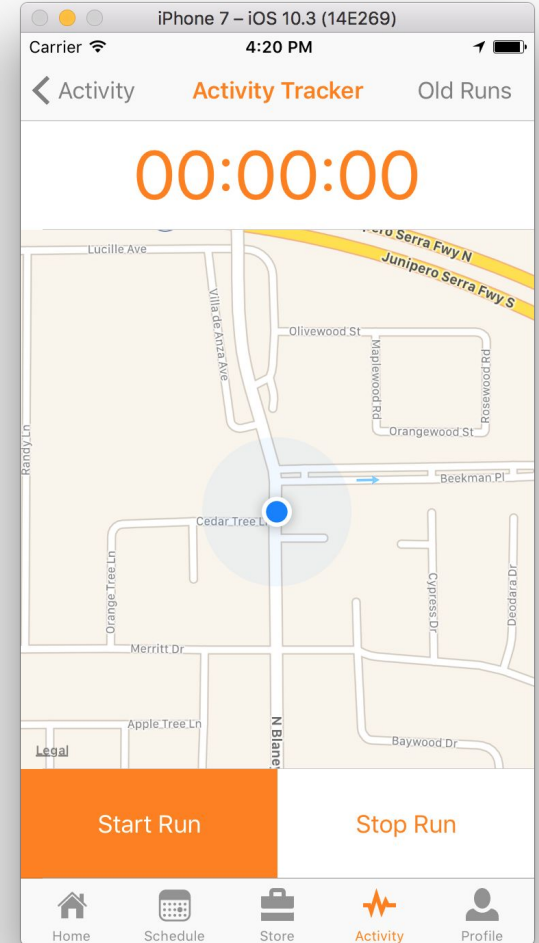 iPhone 7 – iOS 10.3 (14E269)
Carrier 4:20 PM
Activity Activity Tracker Old Runs
00:00:00
Serra Fwy N
Lucille Ave
Junipero Serra Fwy S
Villa de Anza Ave
Olivewood St
Maplewood Rd
Rosewood Rd
Orangewood St
Randy Ln
Beekman Pl
Cedar Tree
Orange Tree Ln
Cypress Dr
Deodara Dr
Merritt Dr
Apple Tree Ln
N Blaney
Baywood Dr
Legal
Start Run Stop Run
Home Schedule Store Activity Profile